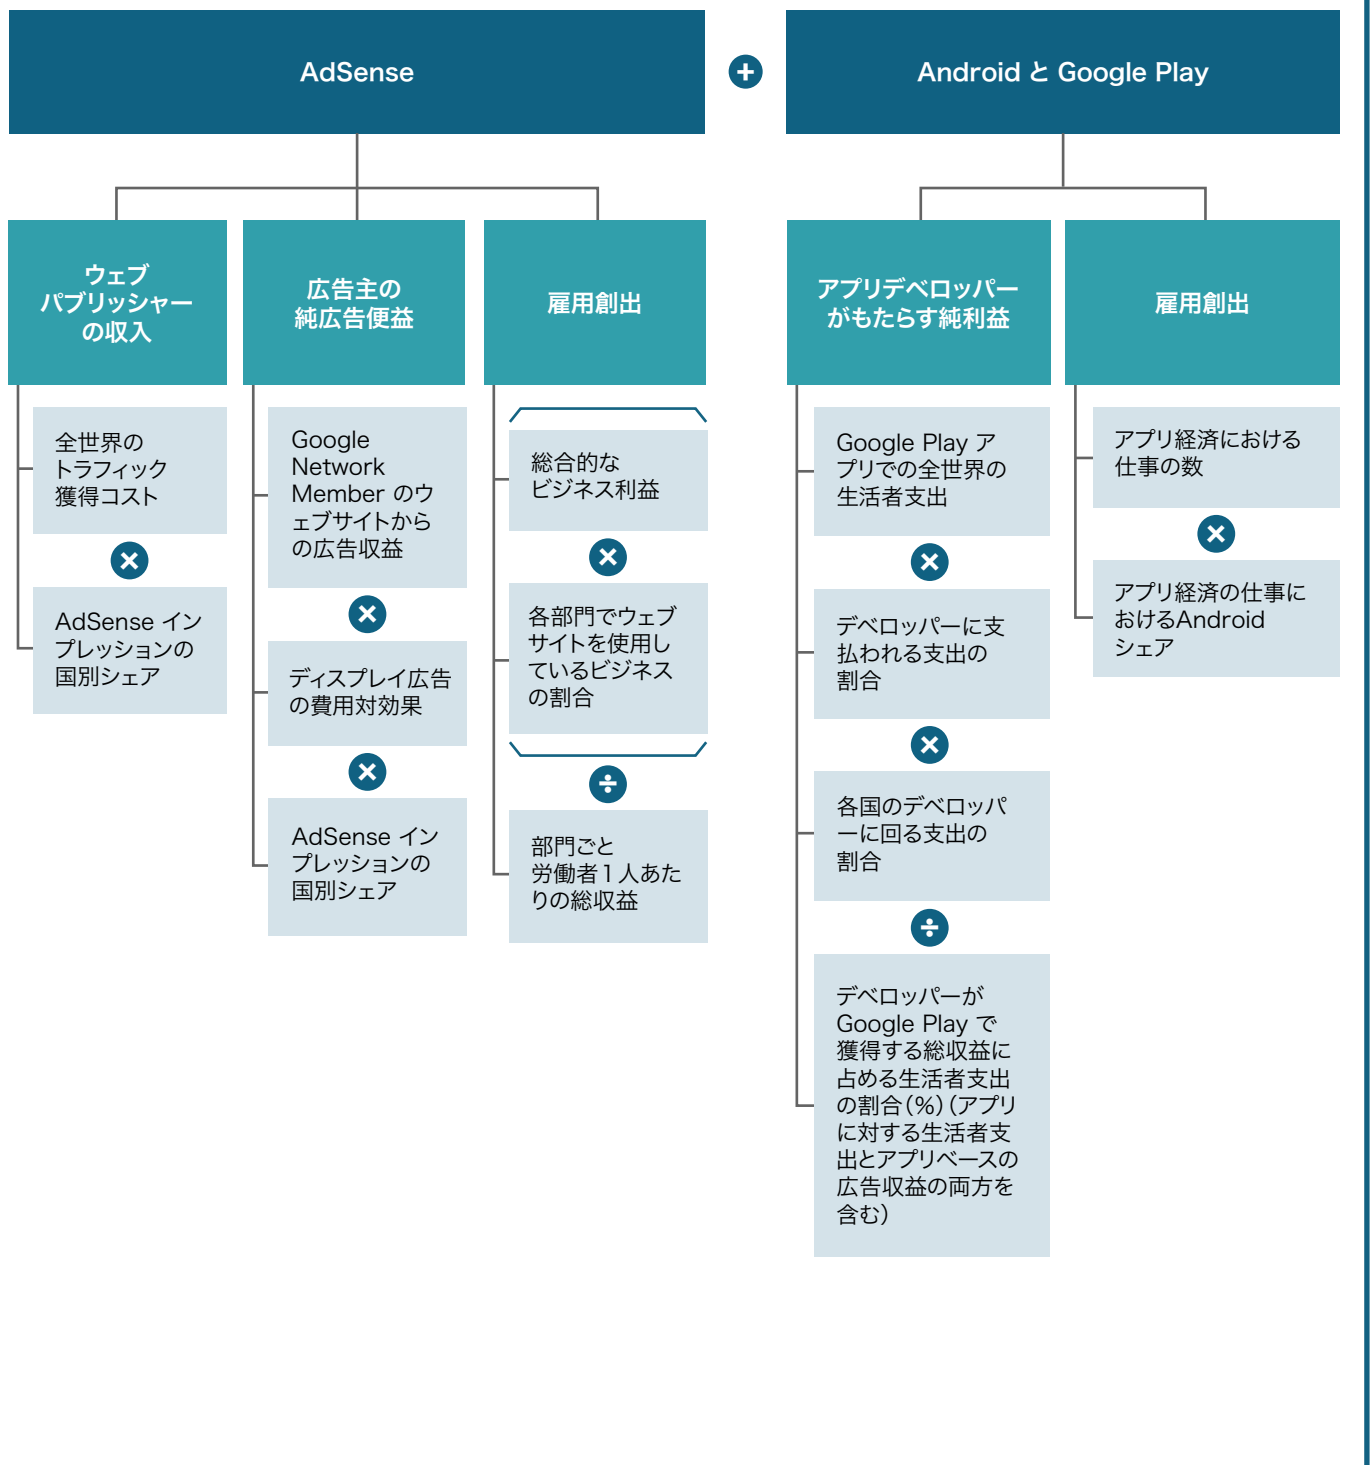 AdSense
+
Android と Google Play
ウェブ
パブリッシャー
の収入
広告主の
純広告便益
雇用創出
アプリデベロッパー
がもたらす純利益
雇用創出
全世界の
トラフィック
獲得コスト
×
AdSense イン
プレッションの
国別シェア
Google
Network
Member のウ
ェブサイトから
の広告収益
×
ディスプレイ広告
の費用対効果
×
AdSense イン
プレッションの
国別シェア
総合的な
ビジネス利益
×
各部門でウェブ
サイトを使用し
ているビジネス
の割合
÷
部門ごと
労働者1人あた
りの総収益
Google Play ア
プリでの全世界の
生活者支出
×
デベロッパーに支
払われる支出の
割合
×
各国のデベロッパ
ーに回る支出の
割合
÷
デベロッパーが
Google Play で
獲得する総収益に
占める生活者支出
の割合(%)(アプリ
に対する生活者支
出とアプリベースの
広告収益の両方を
含む)
アプリ経済における
仕事の数
×
アプリ経済の仕事に
おけるAndroid
シェア